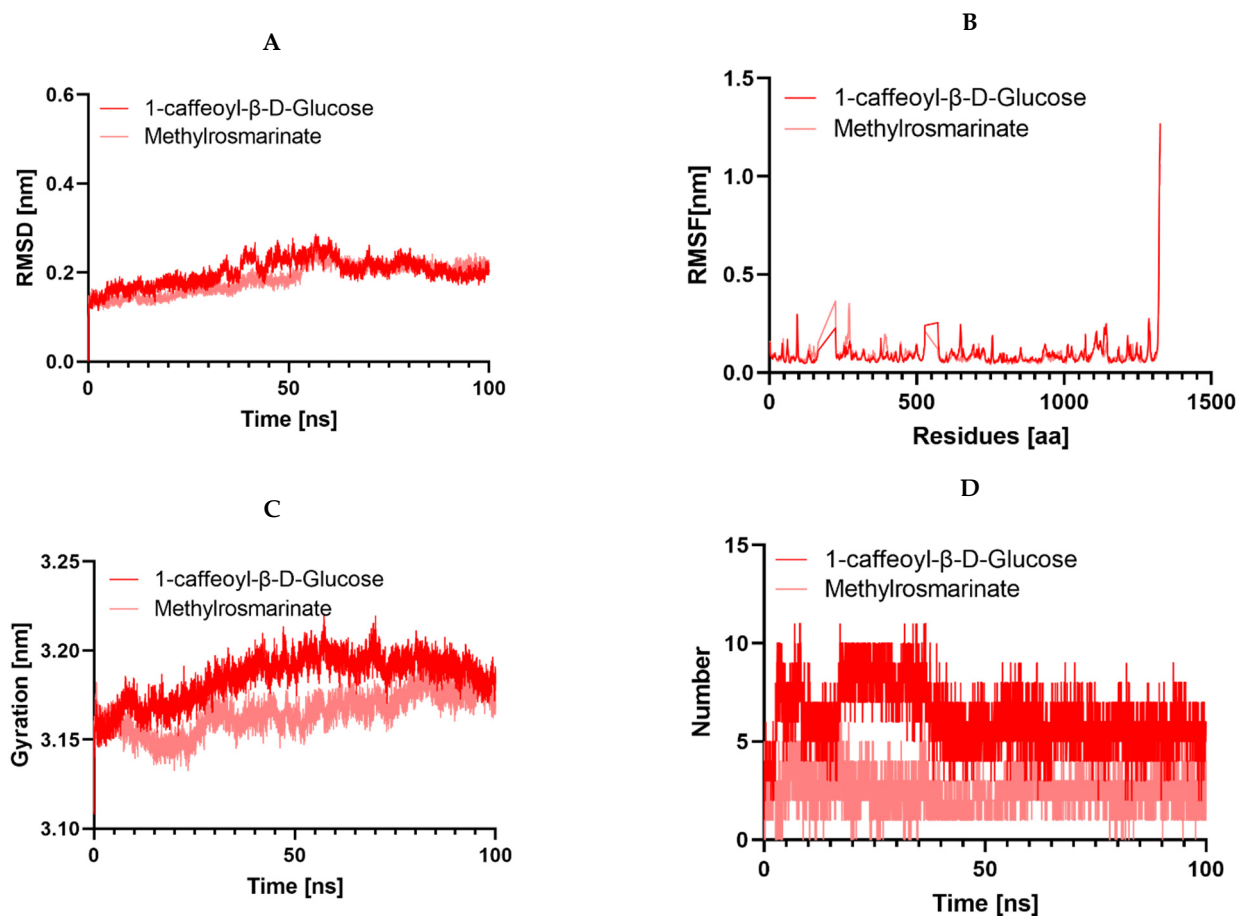 A
RMSD [nm]
0.6
0.4
0.2
0.0
1-caffeoyl-β-D-Glucose
Methylrosmarinate
0
50
100
Time [ns]
B
RMSF[nm]
1.5
1.0
0.5
0.0
1-caffeoyl-β-D-Glucose
Methylrosmarinate
0
500
1000
1500
Residues [aa]
C
Gyration [nm]
3.25
3.20
3.15
3.10
1-caffeoyl-β-D-Glucose
Methylrosmarinate
0
50
100
Time [ns]
D
Number
15
10
5
0
1-caffeoyl-β-D-Glucose
Methylrosmarinate
0
50
100
Time [ns]